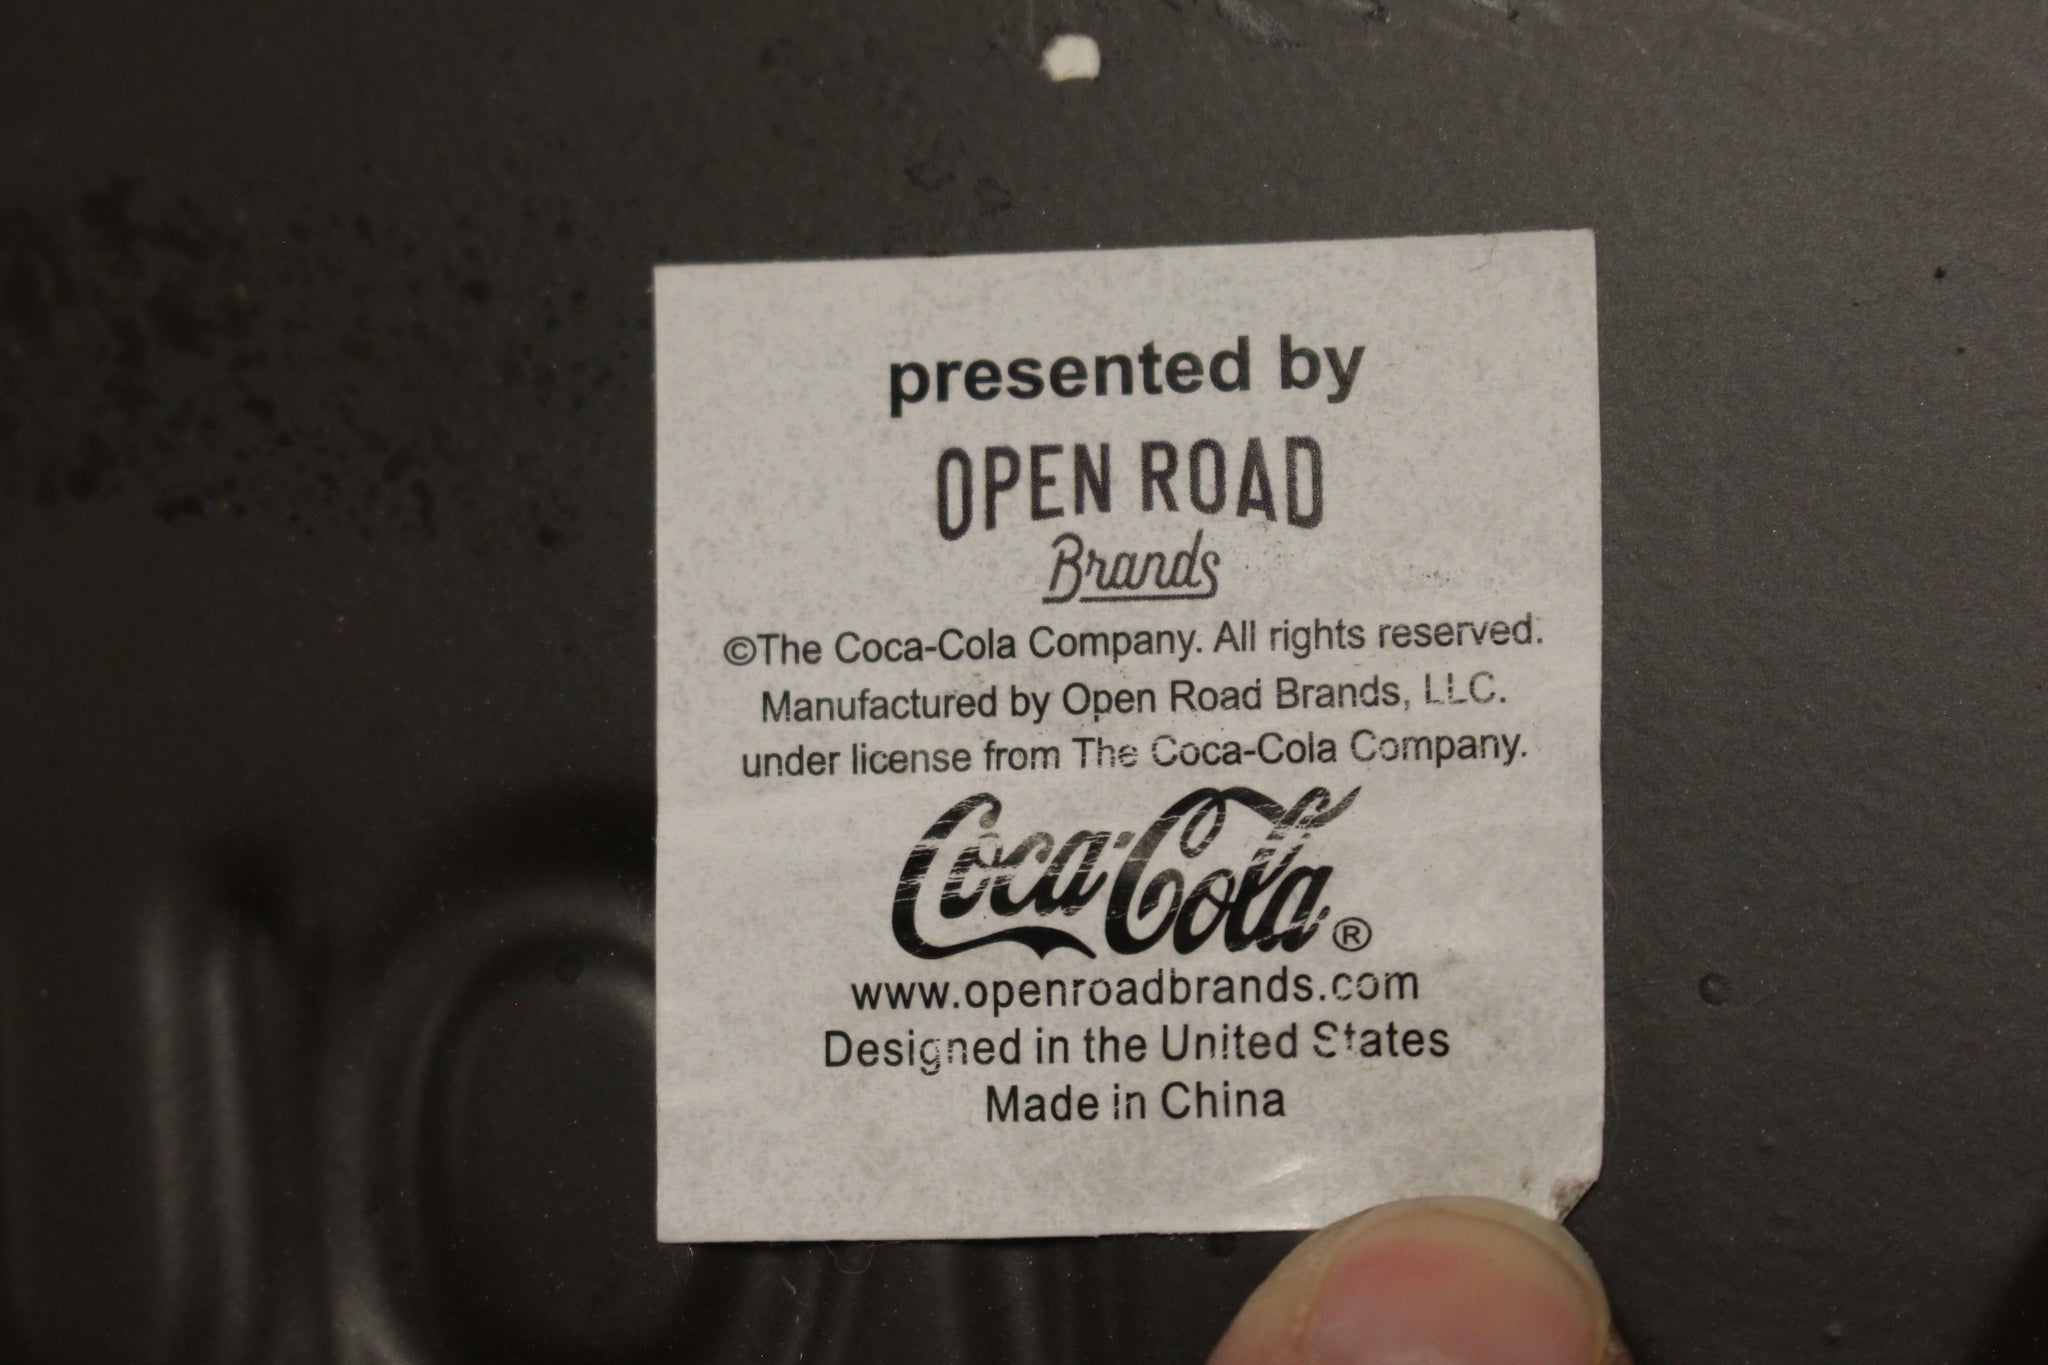 presented by
OPEN ROAD
Brands
©The Coca-Cola Company. All rights reserved.
Manufactured by Open Road Brands, LLC.
under license from The Coca-Cola Company.
Coca-Cola®
www.openroadbrands.com
Designed in the United States
Made in China